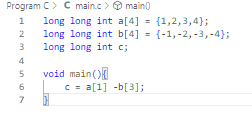 Program C > C main.c > main()
1 long long int a[4] = {1,2,3,4};
2 long long int b[4] = {-1,-2,-3,-4};
3 long long int c;
4
5 void main(){
6 c = a[1] -b[3];
7 }